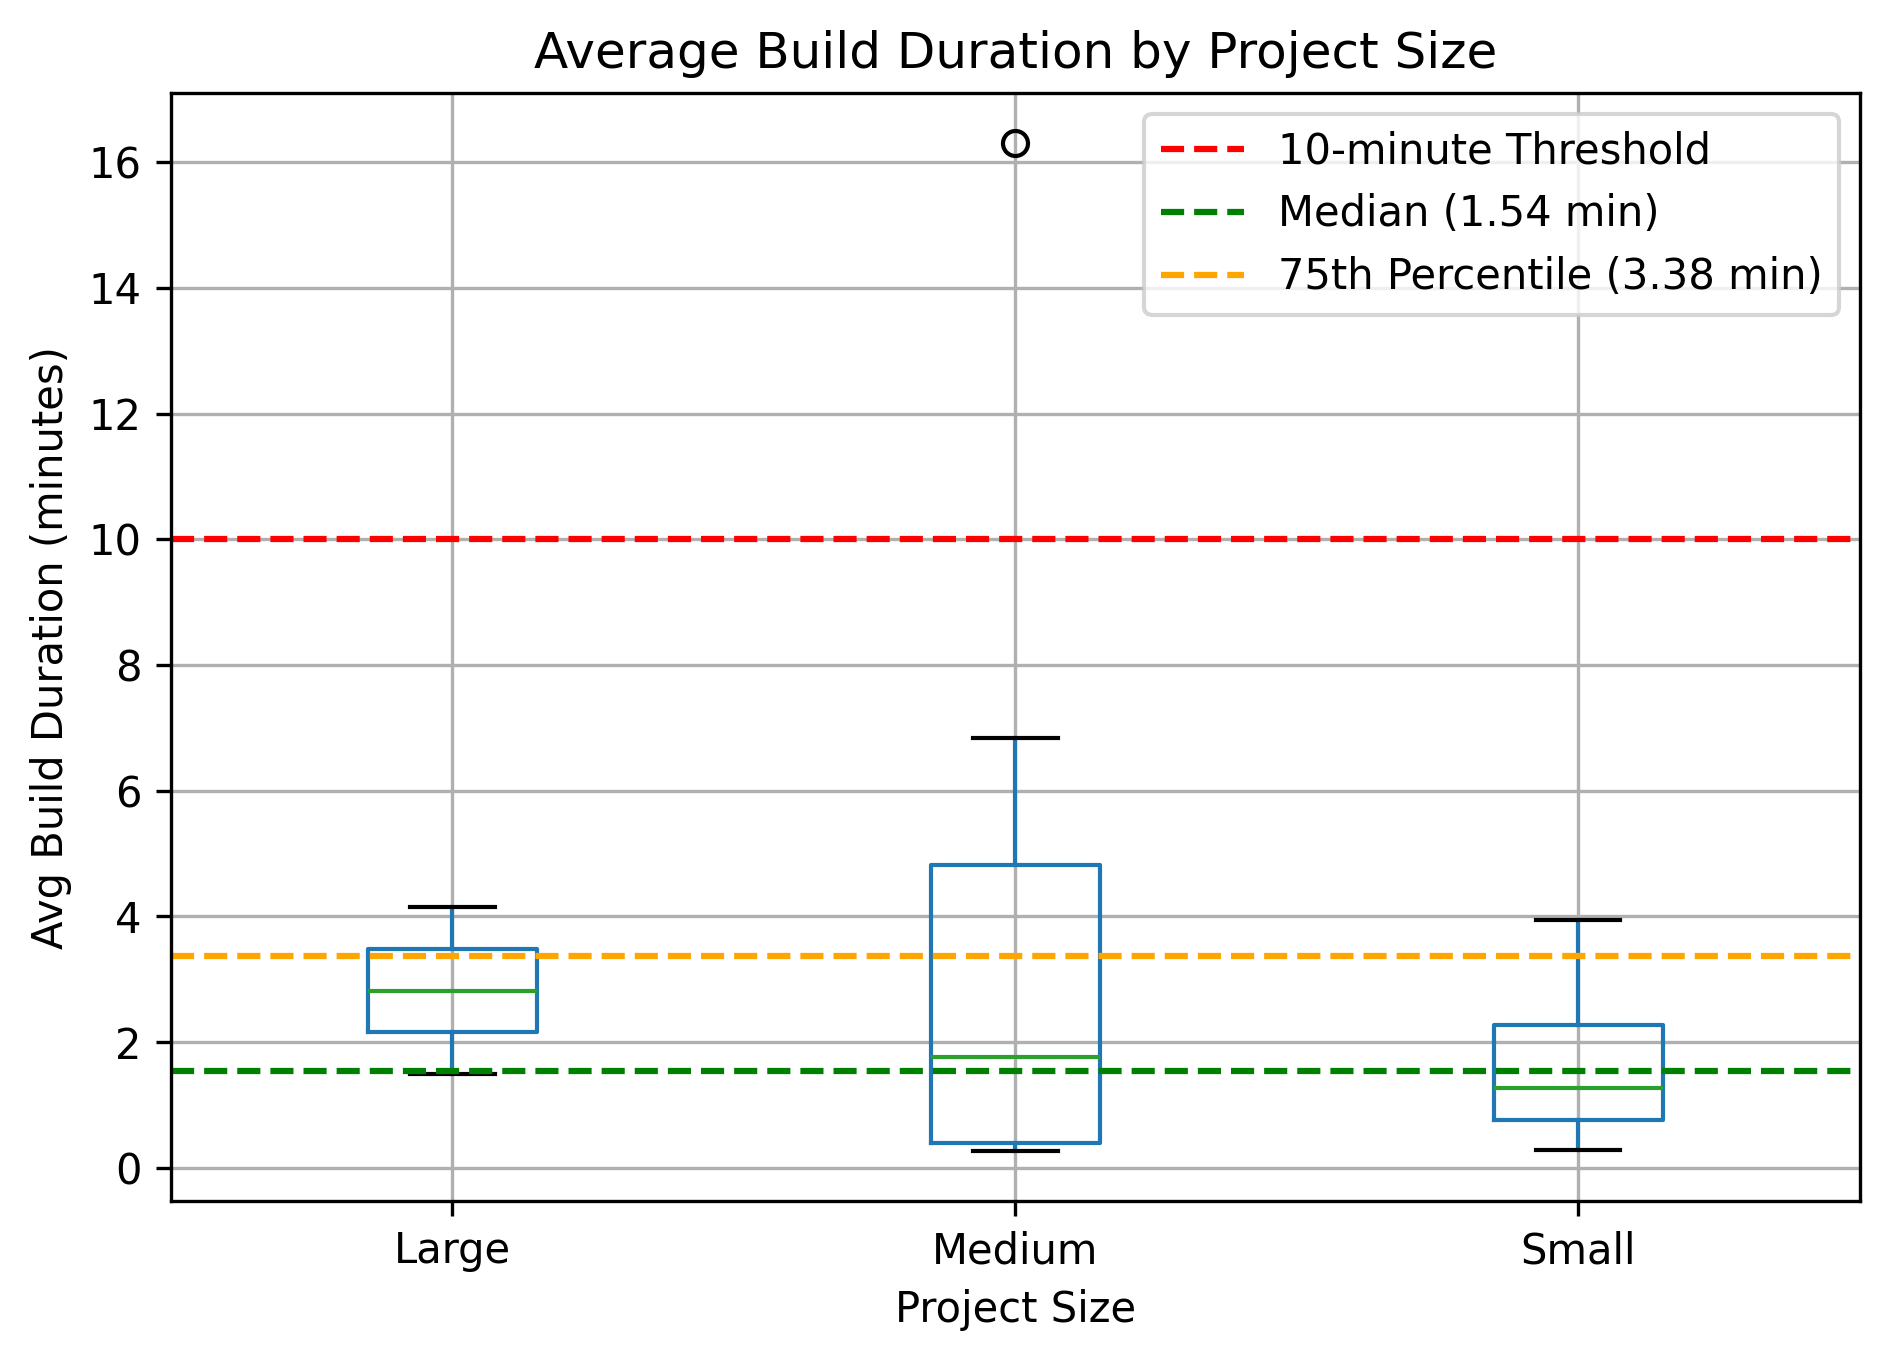 Average Build Duration by Project Size
10-minute Threshold
Median (1.54 min)
75th Percentile (3.38 min)
Avg Build Duration (minutes)
16
14
12
10
8
6
4
2
0
Large Medium Small
Project Size